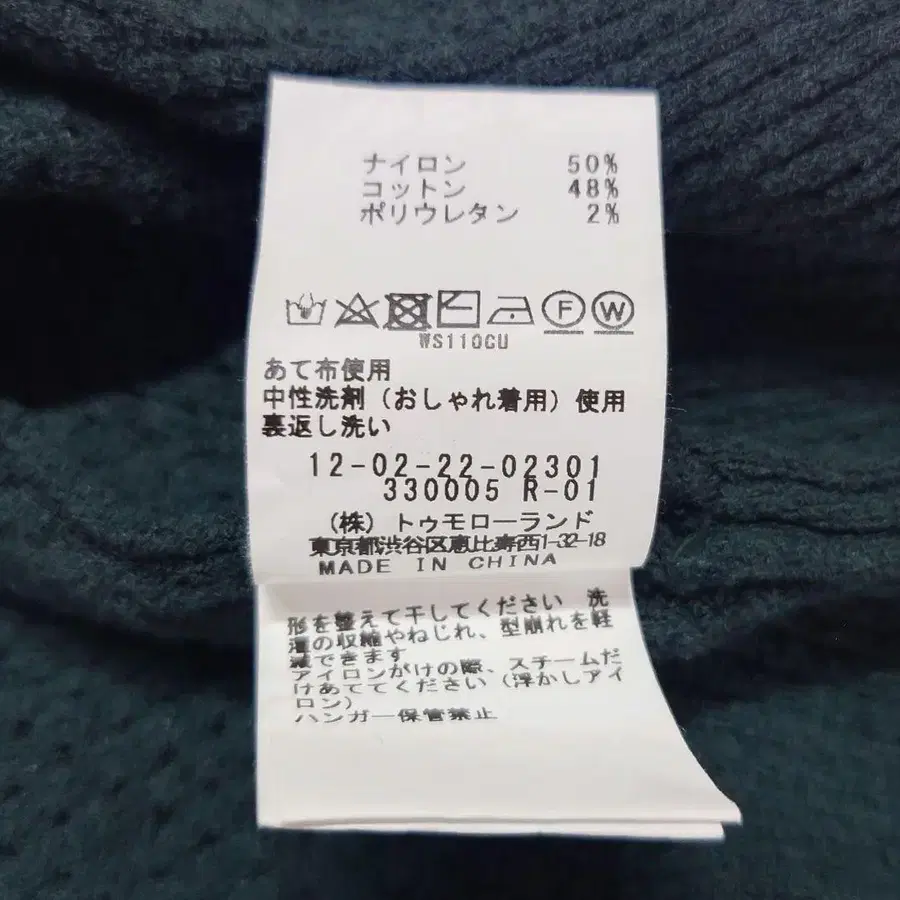 ナイロン 50%
コットン 48%
ポリウレタン 2%
F W
WS110CU
あて布使用
中性洗剤（おしゃれ着用）使用
裏返し洗い
12-02-22-02301
330005 R-01
（株）トゥモローランド
東京都渋谷区恵比寿西1-32-18
MADE IN CHINA
形を整えて干してください 洗
濯の収縮やねじれ、型崩れを軽
減できます
アイロンがけの際、スチームだ
けあててください（浮かしアイ
ロン）
ハンガー保管禁止